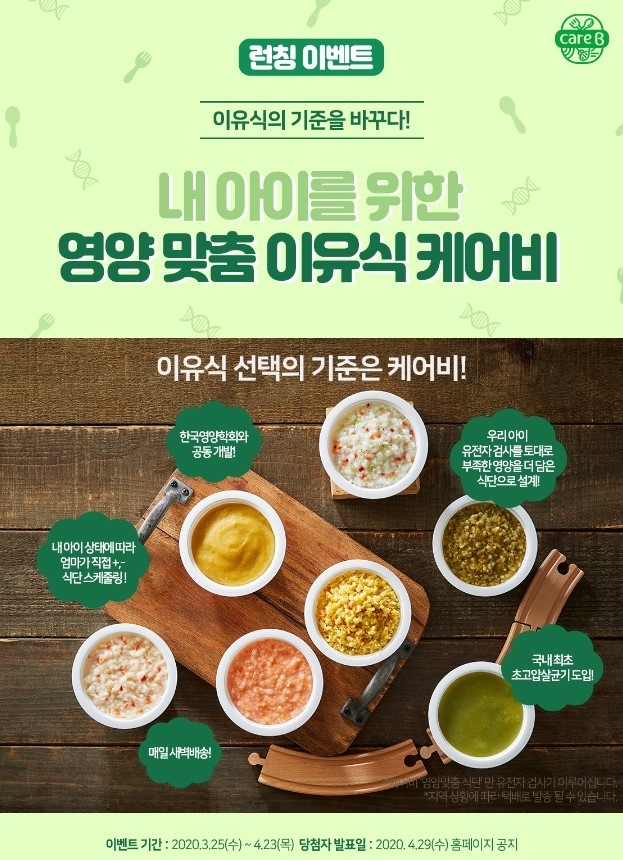 care B
런칭 이벤트
이유식의 기준을 바꾸다!
내 아이를 위한
영양 맞춤 이유식 케어비
이유식 선택의 기준은 케어비!
한국영양학회와
공동 개발!
우리 아이
유전자 검사를 토대로
부족한 영양을 더 담은
식단으로 설계!
내 아이 상태에 따라
엄마가 직접 +,-
식단 스케줄링!
국내 최초
초고압살균기 도입!
매일 새벽배송!
'영양맞춤 식단' 만 유전자 검사가 이루어집니다.
*지역 상황에 따라 택배로 발송 될 수 있습니다.
이벤트 기간 : 2020.3.25(수) ~ 4.23(목) 당첨자 발표일 : 2020. 4.29(수) 홈페이지 공지